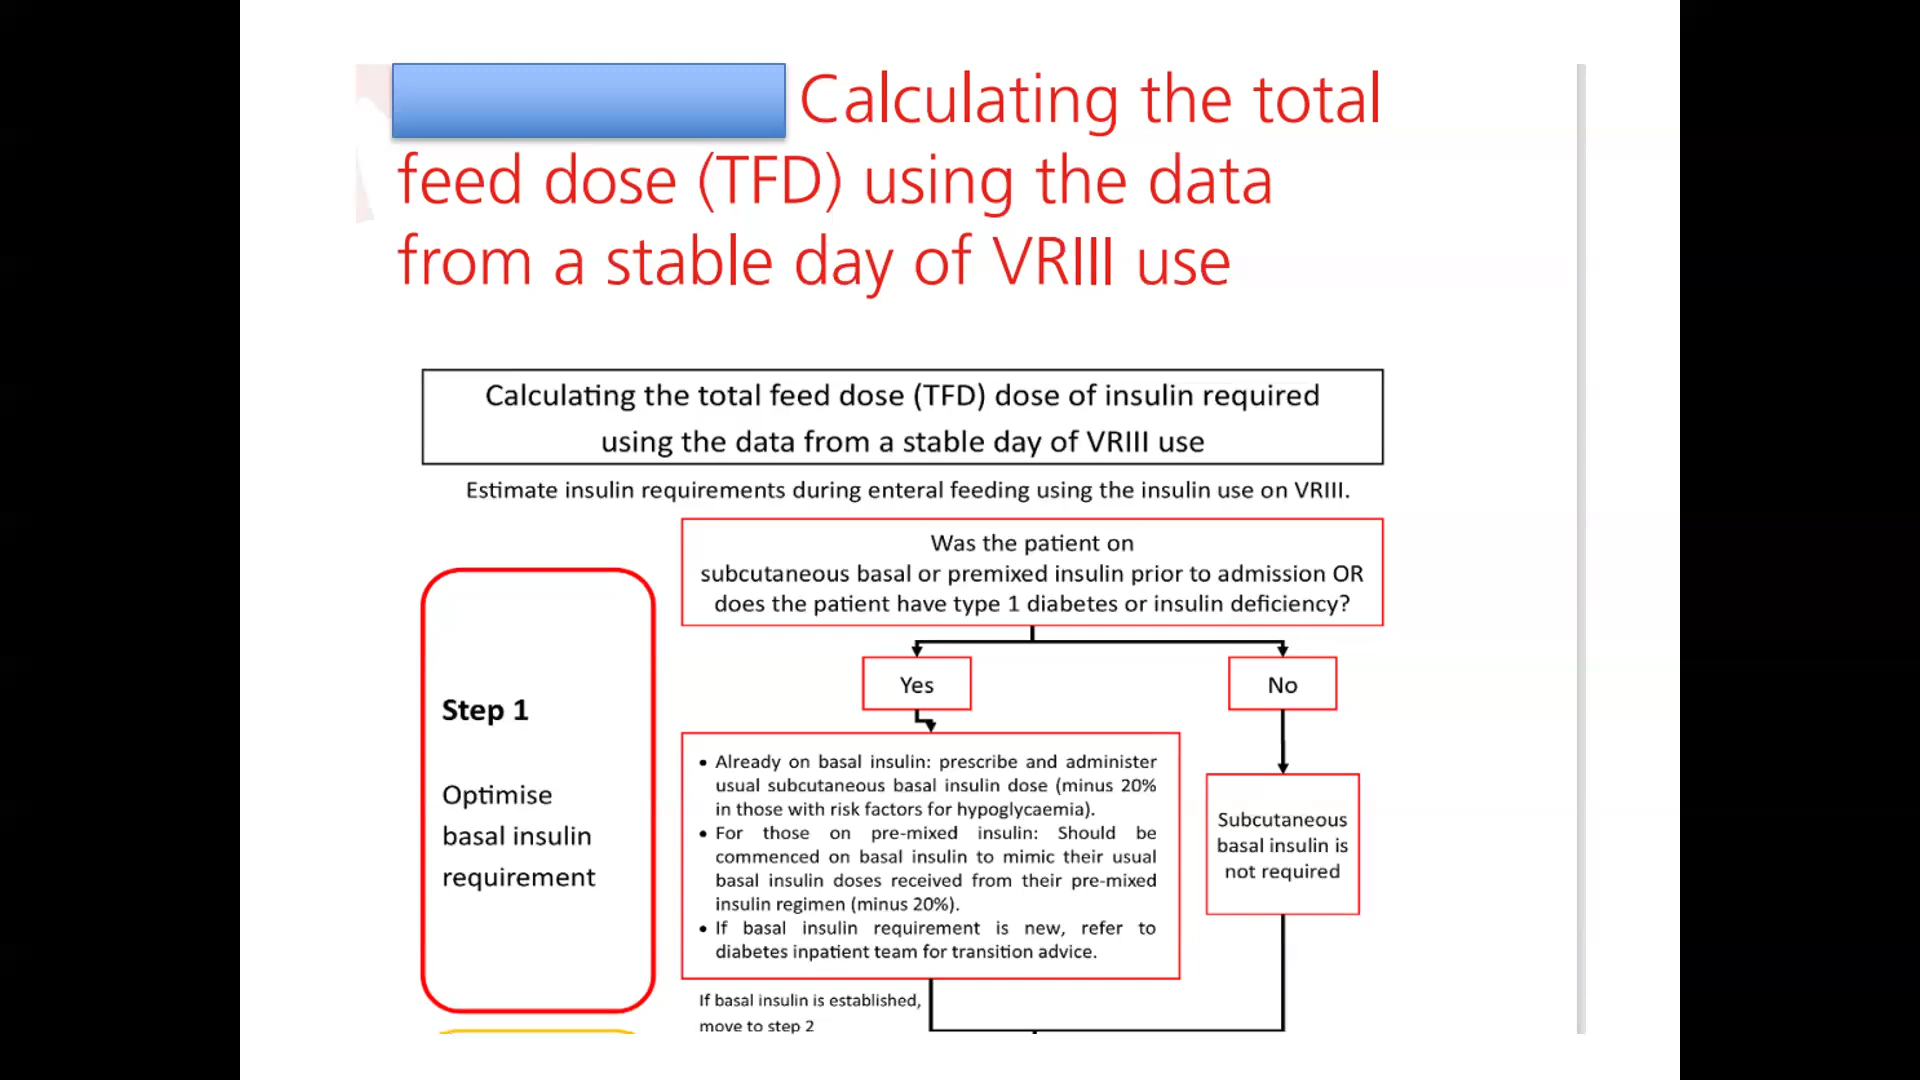 Calculating the total
feed dose (TFD) using the data
from a stable day of VRIII use
Calculating the total feed dose (TFD) dose of insulin required
using the data from a stable day of VRIII use
Estimate insulin requirements during enteral feeding using the insulin use on VRIII.
Was the patient on
subcutaneous basal or premixed insulin prior to admission OR
does the patient have type 1 diabetes or insulin deficiency?
Yes
No
Step 1
Optimise
basal insulin
requirement
• Already on basal insulin: prescribe and administer
usual subcutaneous basal insulin dose (minus 20%
in those with risk factors for hypoglycaemia).
• For those on pre-mixed insulin: Should be
commenced on basal insulin to mimic their usual
basal insulin doses received from their pre-mixed
insulin regimen (minus 20%).
• If basal insulin requirement is new, refer to
diabetes inpatient team for transition advice.
Subcutaneous
basal insulin is
not required
If basal insulin is established,
move to step 2